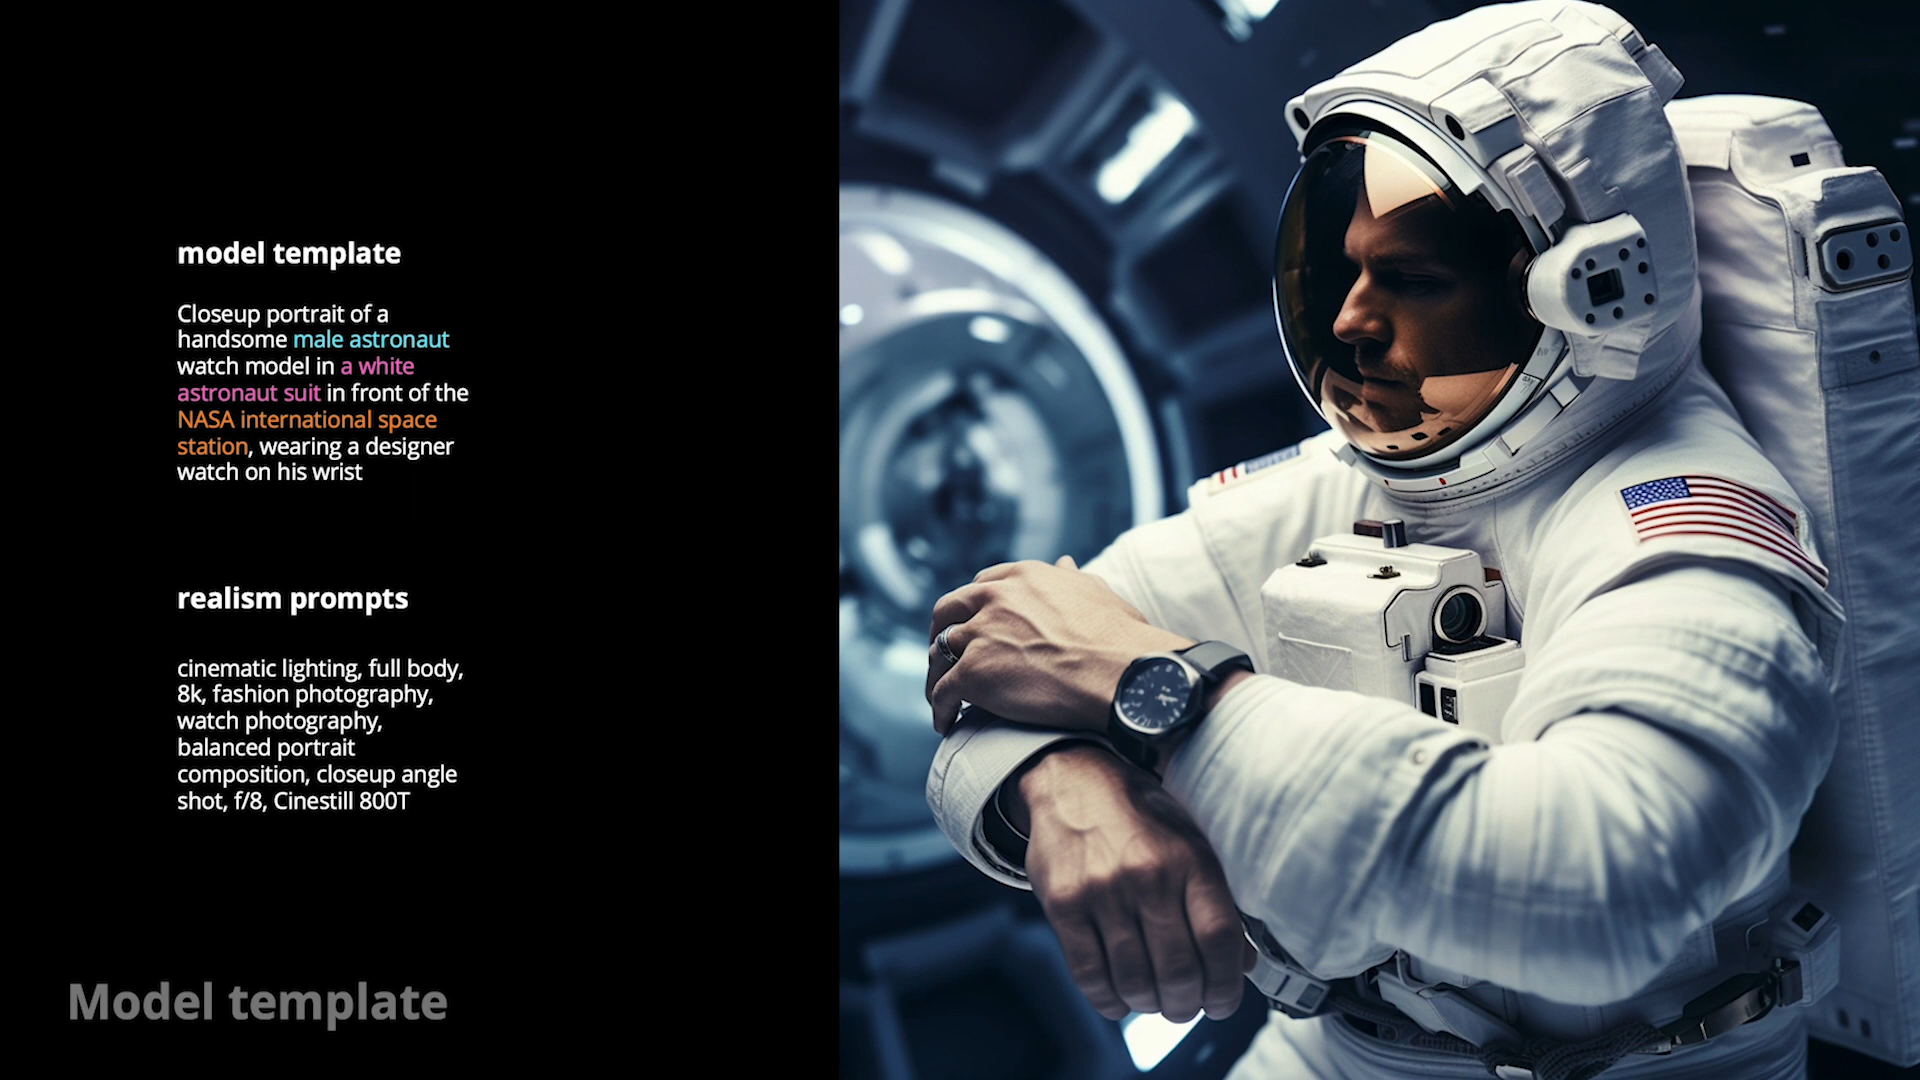 model template
Closeup portrait of a
handsome male astronaut
watch model in a white
astronaut suit in front of the
NASA international space
station, wearing a designer
watch on his wrist
realism prompts
cinematic lighting, full body,
8k, fashion photography,
watch photography,
balanced portrait
composition, closeup angle
shot, f/8, Cinestill 800T
Model template